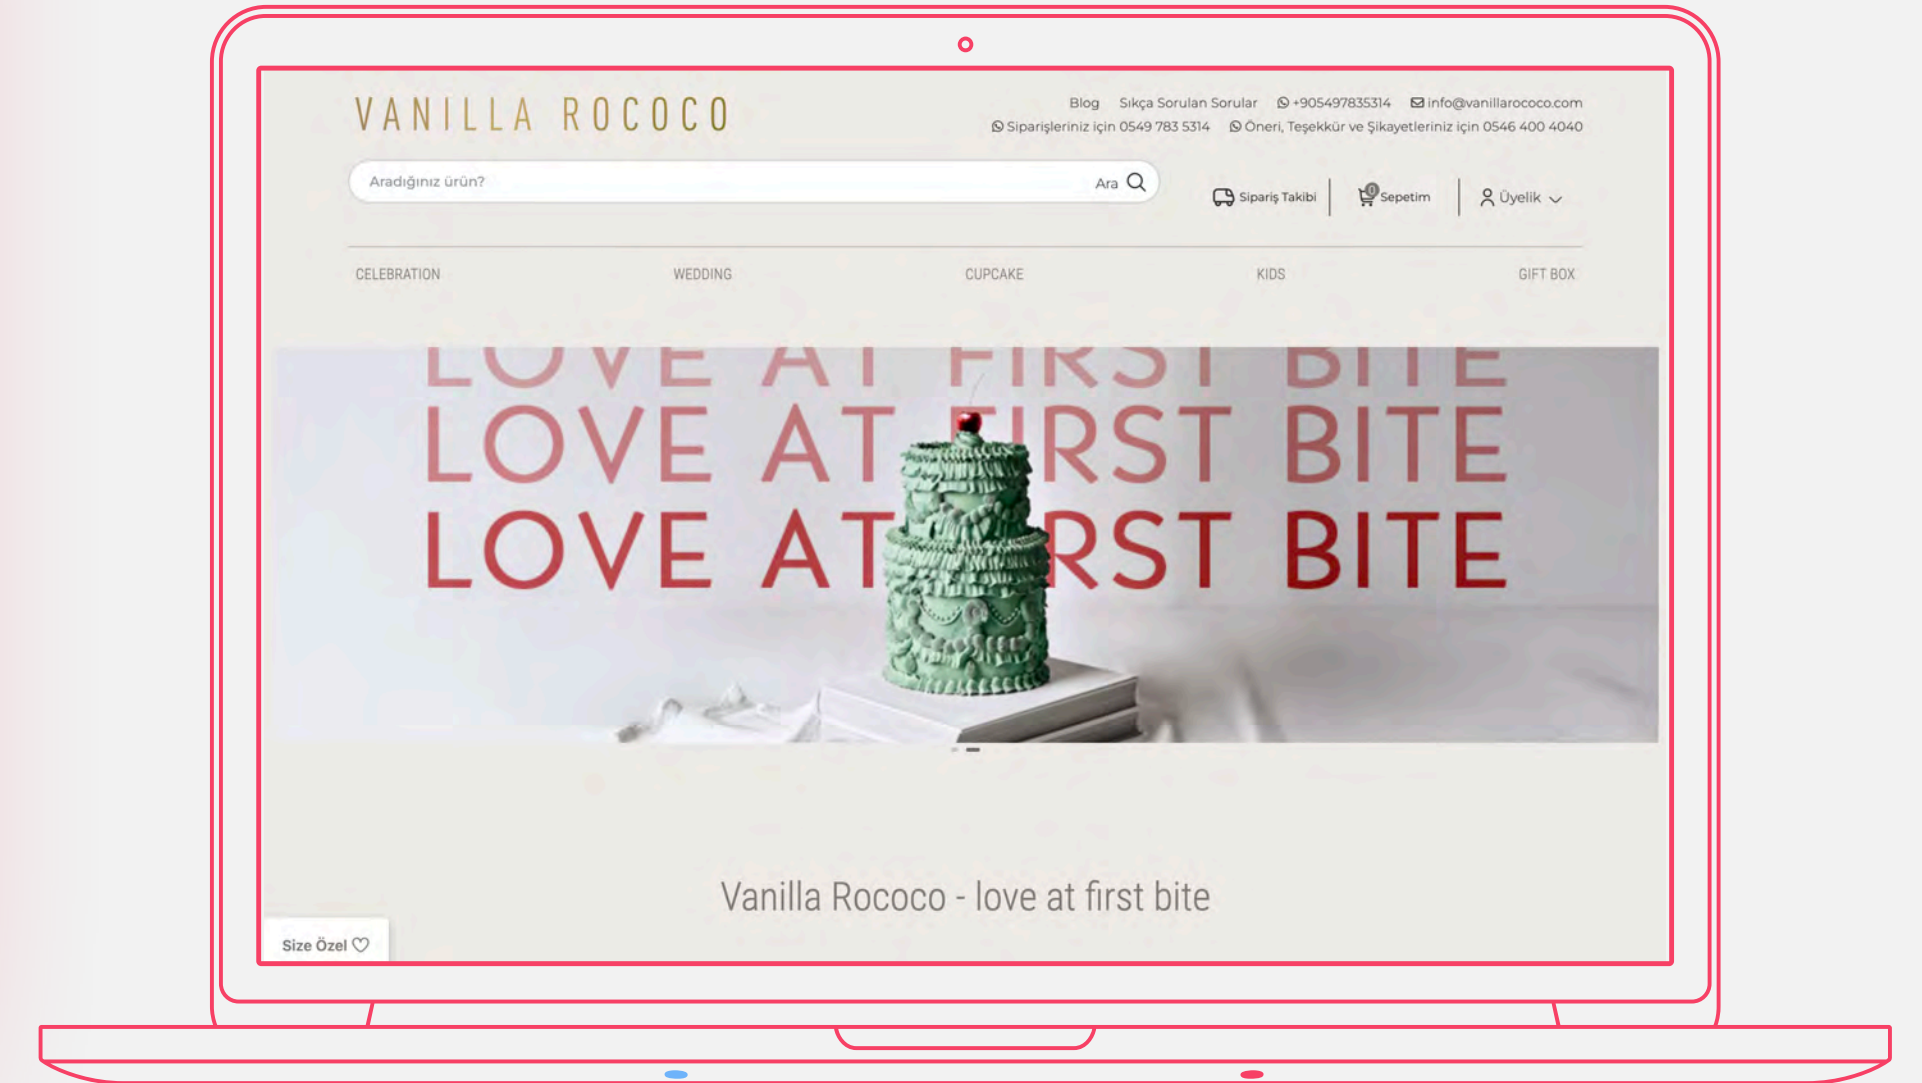 VANILLA ROCOCO
Blog Sıkça Sorulan Sorular +905497835314 info@vanillarococo.com
Siparişleriniz için 0549 783 5314 Öneri, Teşekkür ve Şikayetleriniz için 0546 400 4040
Aradığınız ürün? Ara
Sipariş Takibi 0 Sepetim Üyelik
CELEBRATION WEDDING CUPCAKE KIDS GIFT BOX
LOVE AT FIRST BITE
LOVE AT FIRST BITE
LOVE AT FIRST BITE
Vanilla Rococo - love at first bite
Size Özel